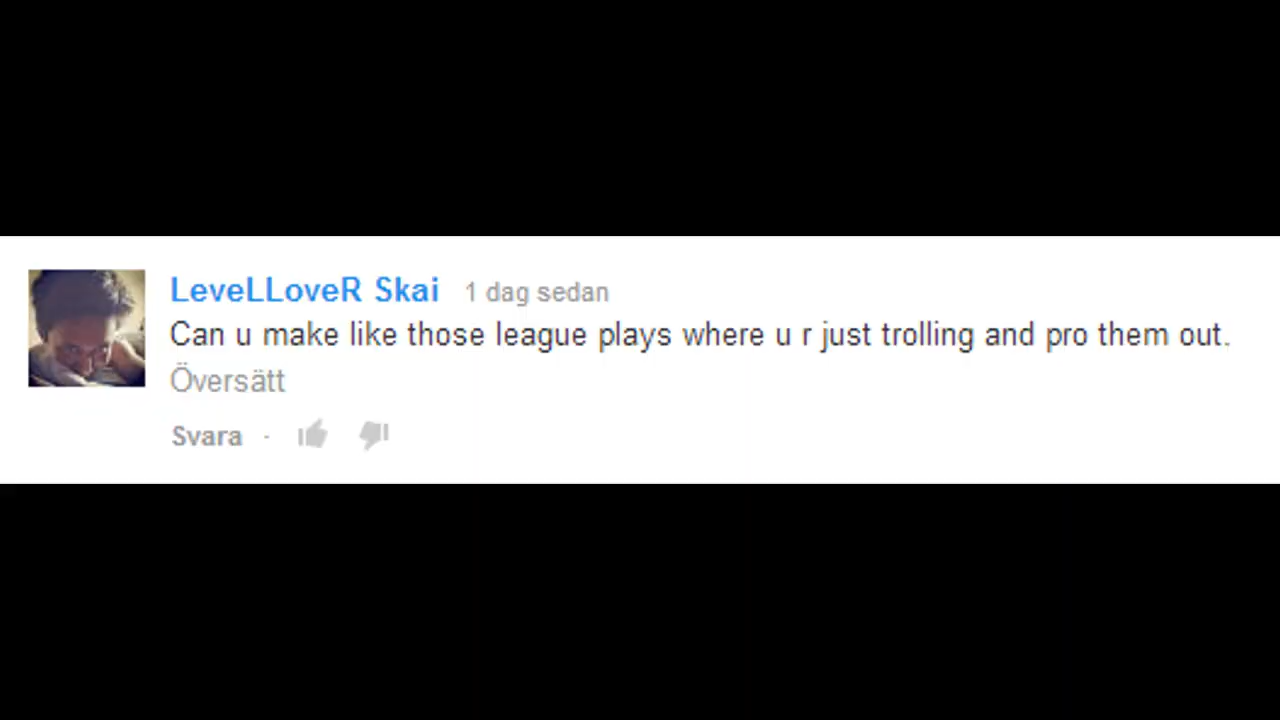 LeveLLoveR Skai 1 dag sedan
Can u make like those league plays where u r just trolling and pro them out.
Översätt
Svara ·